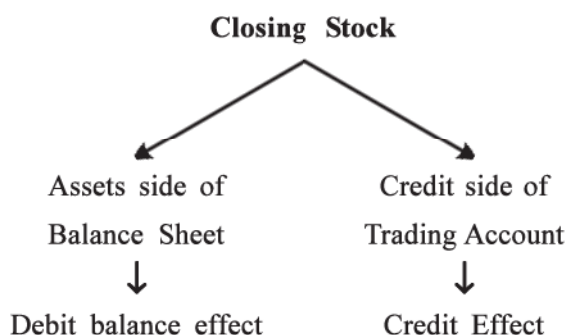 Closing Stock
Assets side of
Balance Sheet
Debit balance effect
Credit side of
Trading Account
Credit Effect